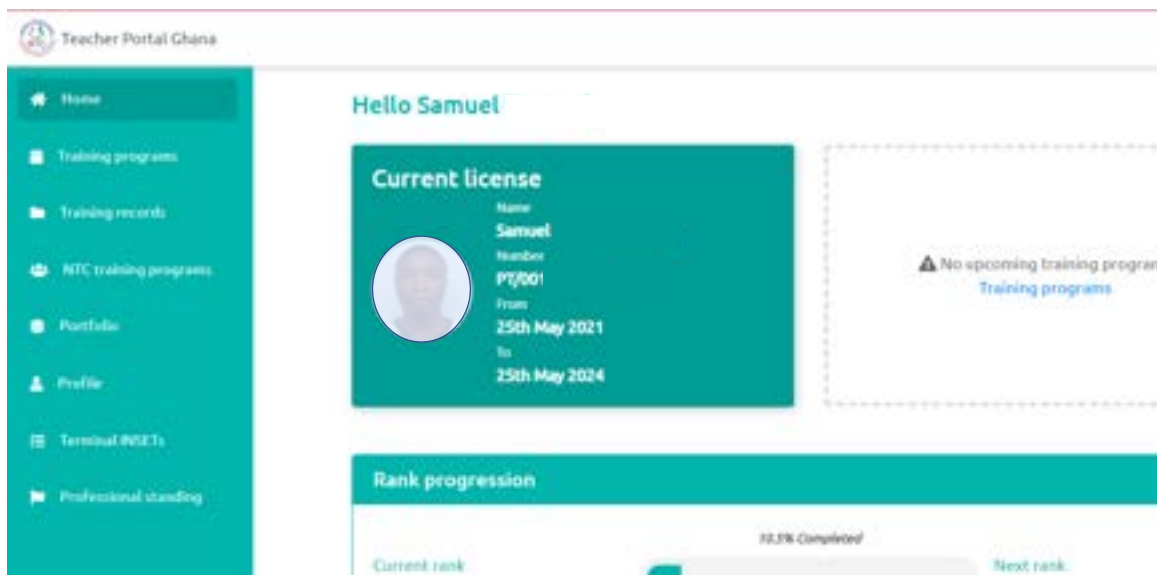 Teacher Portal Ghana
Home
Training programs
Training records
NTC training programs
Portfolio
Profile
Terminal INSETs
Professional standing
Hello Samuel
Current license
Name
Samuel
Number
PT/001
From
25th May 2021
To
25th May 2024
No upcoming training progra
Training programs
Rank progression
10.5% Completed
Current rank
Next rank